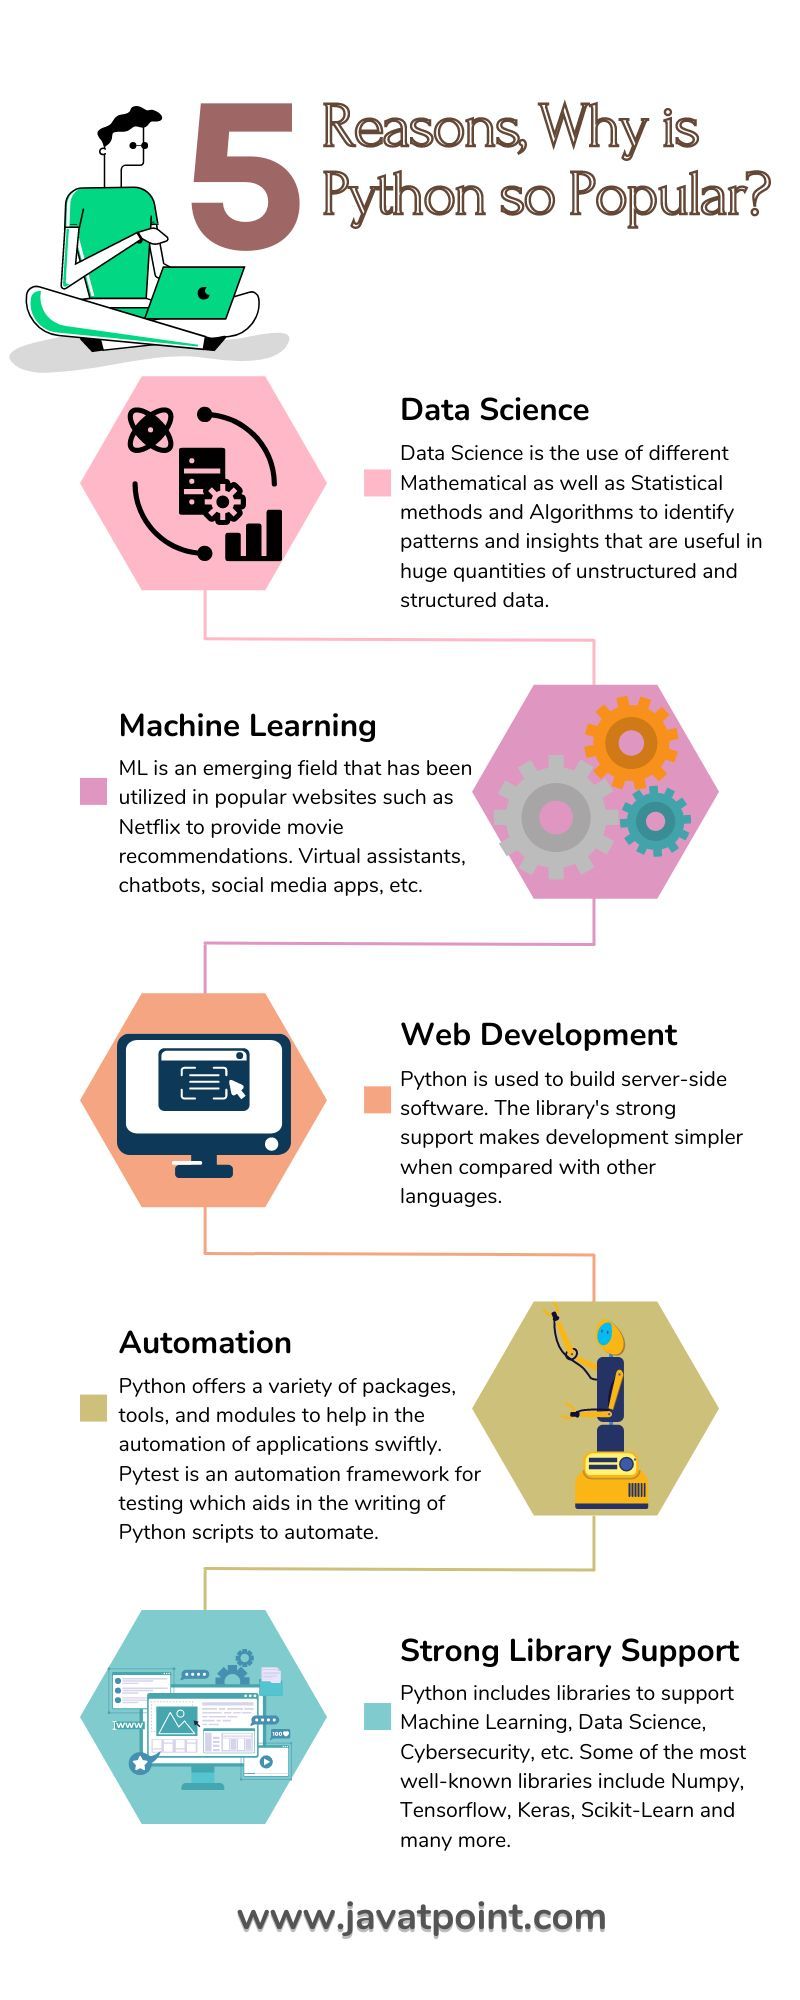 5
Reasons, Why is
Python so Popular?
Data Science
Data Science is the use of different
Mathematical as well as Statistical
methods and Algorithms to identify
patterns and insights that are useful in
huge quantities of unstructured and
structured data.
Machine Learning
ML is an emerging field that has been
utilized in popular websites such as
Netflix to provide movie
recommendations. Virtual assistants,
chatbots, social media apps, etc.
Web Development
Python is used to build server-side
software. The library's strong
support makes development simpler
when compared with other
languages.
Automation
Python offers a variety of packages,
tools, and modules to help in the
automation of applications swiftly.
Pytest is an automation framework for
testing which aids in the writing of
Python scripts to automate.
Strong Library Support
Python includes libraries to support
Machine Learning, Data Science,
Cybersecurity, etc. Some of the most
well-known libraries include Numpy,
Tensorflow, Keras, Scikit-Learn and
many more.
www
100
www.javatpoint.com